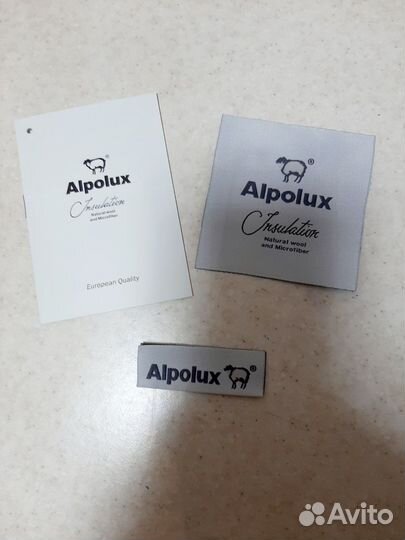 Alpolux ®
Insulation
Natural wool
and Microfiber
European Quality
Alpolux ®
Insulation
Natural wool
and Microfiber
Alpolux ®
Avito